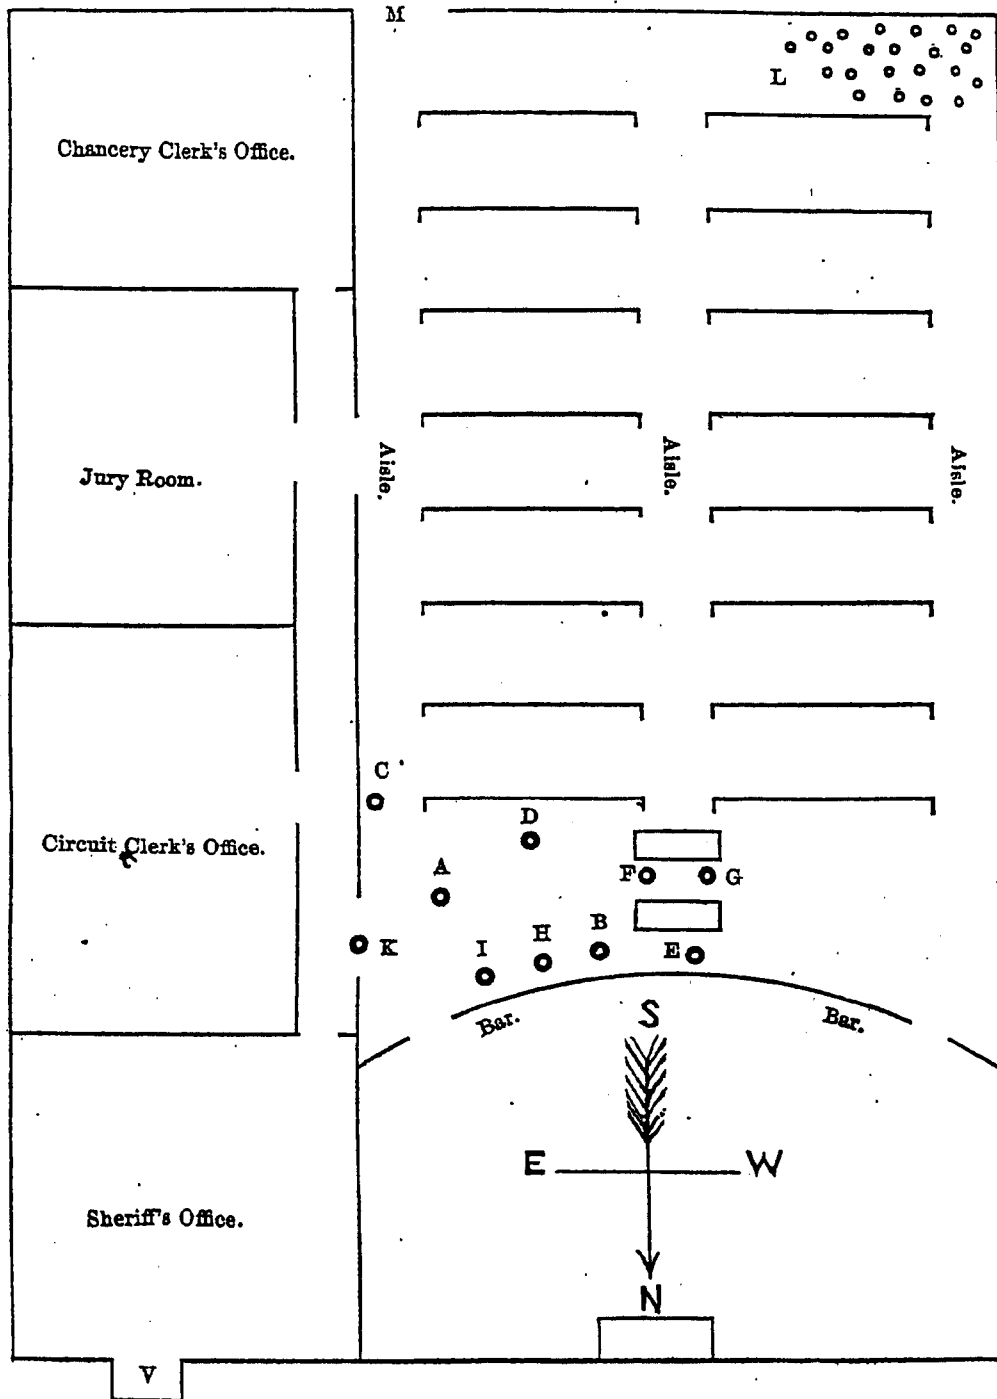 M
L
Chancery Clerk's Office.
Jury Room.
Aisle.
Aisle.
Aisle.
C
D
Circuit Clerk's Office.
A
F
G
K
I
H
B
E
Bar.
S
Bar.
E
W
Sheriff's Office.
N
V